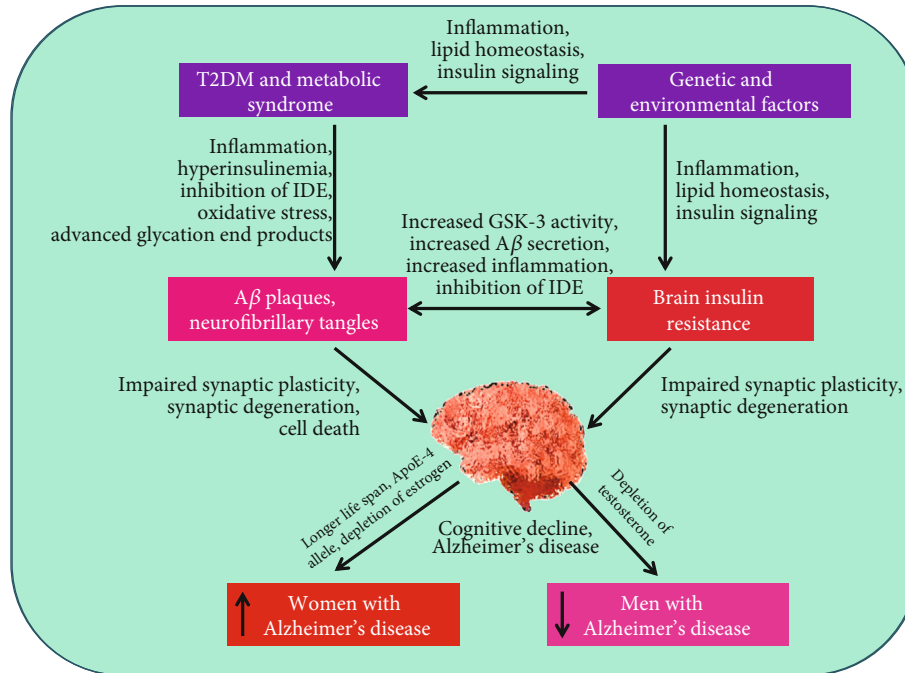 Inflammation,
lipid homeostasis,
insulin signaling
T2DM and metabolic
syndrome
Genetic and
environmental factors
Inflammation,
hyperinsulinemia,
inhibition of IDE,
oxidative stress,
advanced glycation end products
Inflammation,
lipid homeostasis,
insulin signaling
Increased GSK-3 activity,
increased Aβ secretion,
increased inflammation,
inhibition of IDE
Aβ plaques,
neurofibrillary tangles
Brain insulin
resistance
Impaired synaptic plasticity,
synaptic degeneration,
cell death
Impaired synaptic plasticity,
synaptic degeneration
Longer life span, ApoE-4
allele, depletion of estrogen
Depletion of
testosterone
Cognitive decline,
Alzheimer's disease
Women with
Alzheimer's disease
Men with
Alzheimer's disease